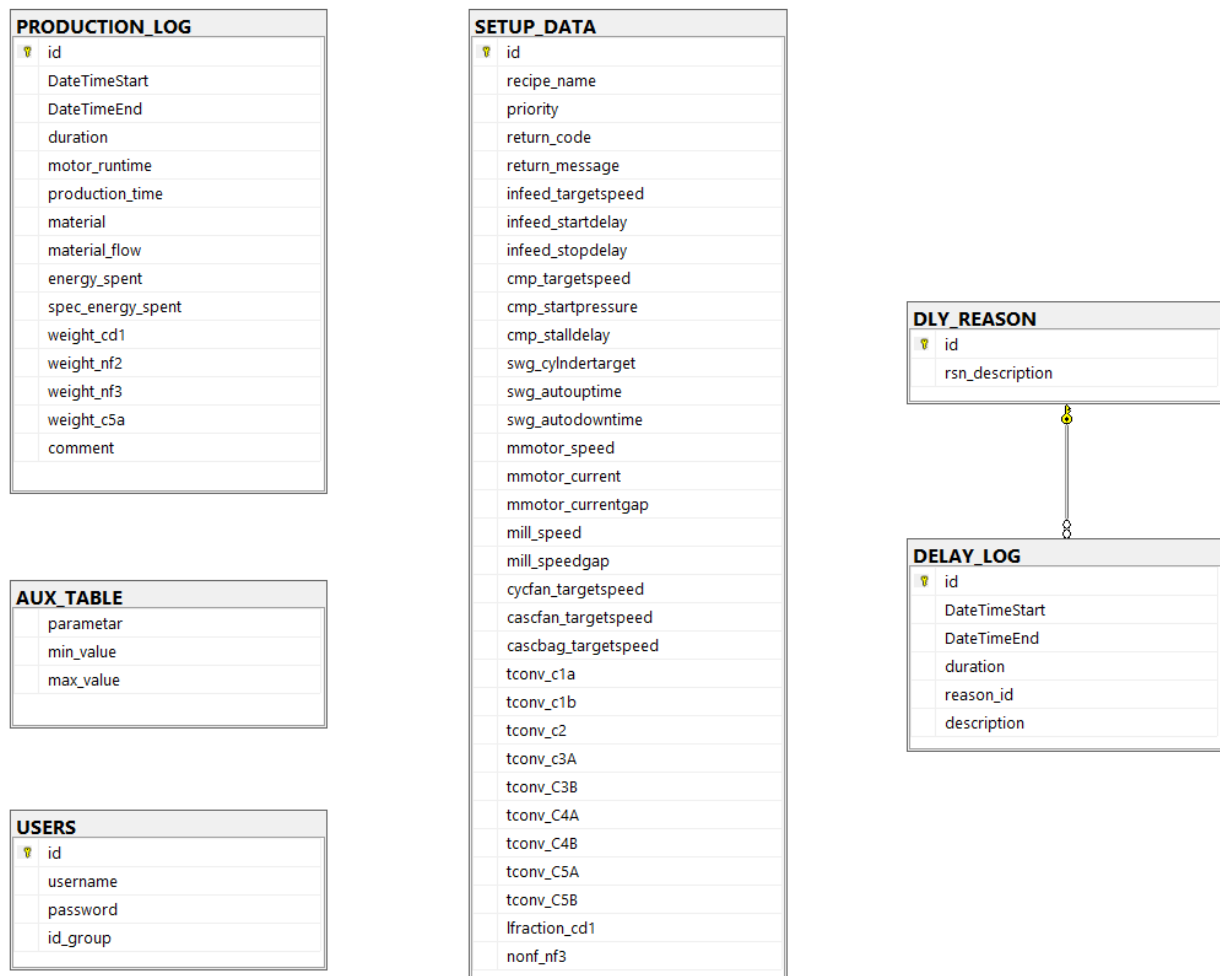 PRODUCTION_LOG
id
DateTimeStart
DateTimeEnd
duration
motor_runtime
production_time
material
material_flow
energy_spent
spec_energy_spent
weight_cd1
weight_nf2
weight_nf3
weight_c5a
comment
AUX_TABLE
parametar
min_value
max_value
USERS
id
username
password
id_group
SETUP_DATA
id
recipe_name
priority
return_code
return_message
infeed_targetspeed
infeed_startdelay
infeed_stopdelay
cmp_targetspeed
cmp_startpressure
cmp_stalldelay
swg_cylndertarget
swg_autouptime
swg_autodowntime
mmotor_speed
mmotor_current
mmotor_currentgap
mill_speed
mill_speedgap
cycfan_targetspeed
cascfan_targetspeed
cascbag_targetspeed
tconv_c1a
tconv_c1b
tconv_c2
tconv_c3A
tconv_C3B
tconv_C4A
tconv_C4B
tconv_C5A
tconv_C5B
lfraction_cd1
nonf_nf3
DLY_REASON
id
rsn_description
DELAY_LOG
id
DateTimeStart
DateTimeEnd
duration
reason_id
description